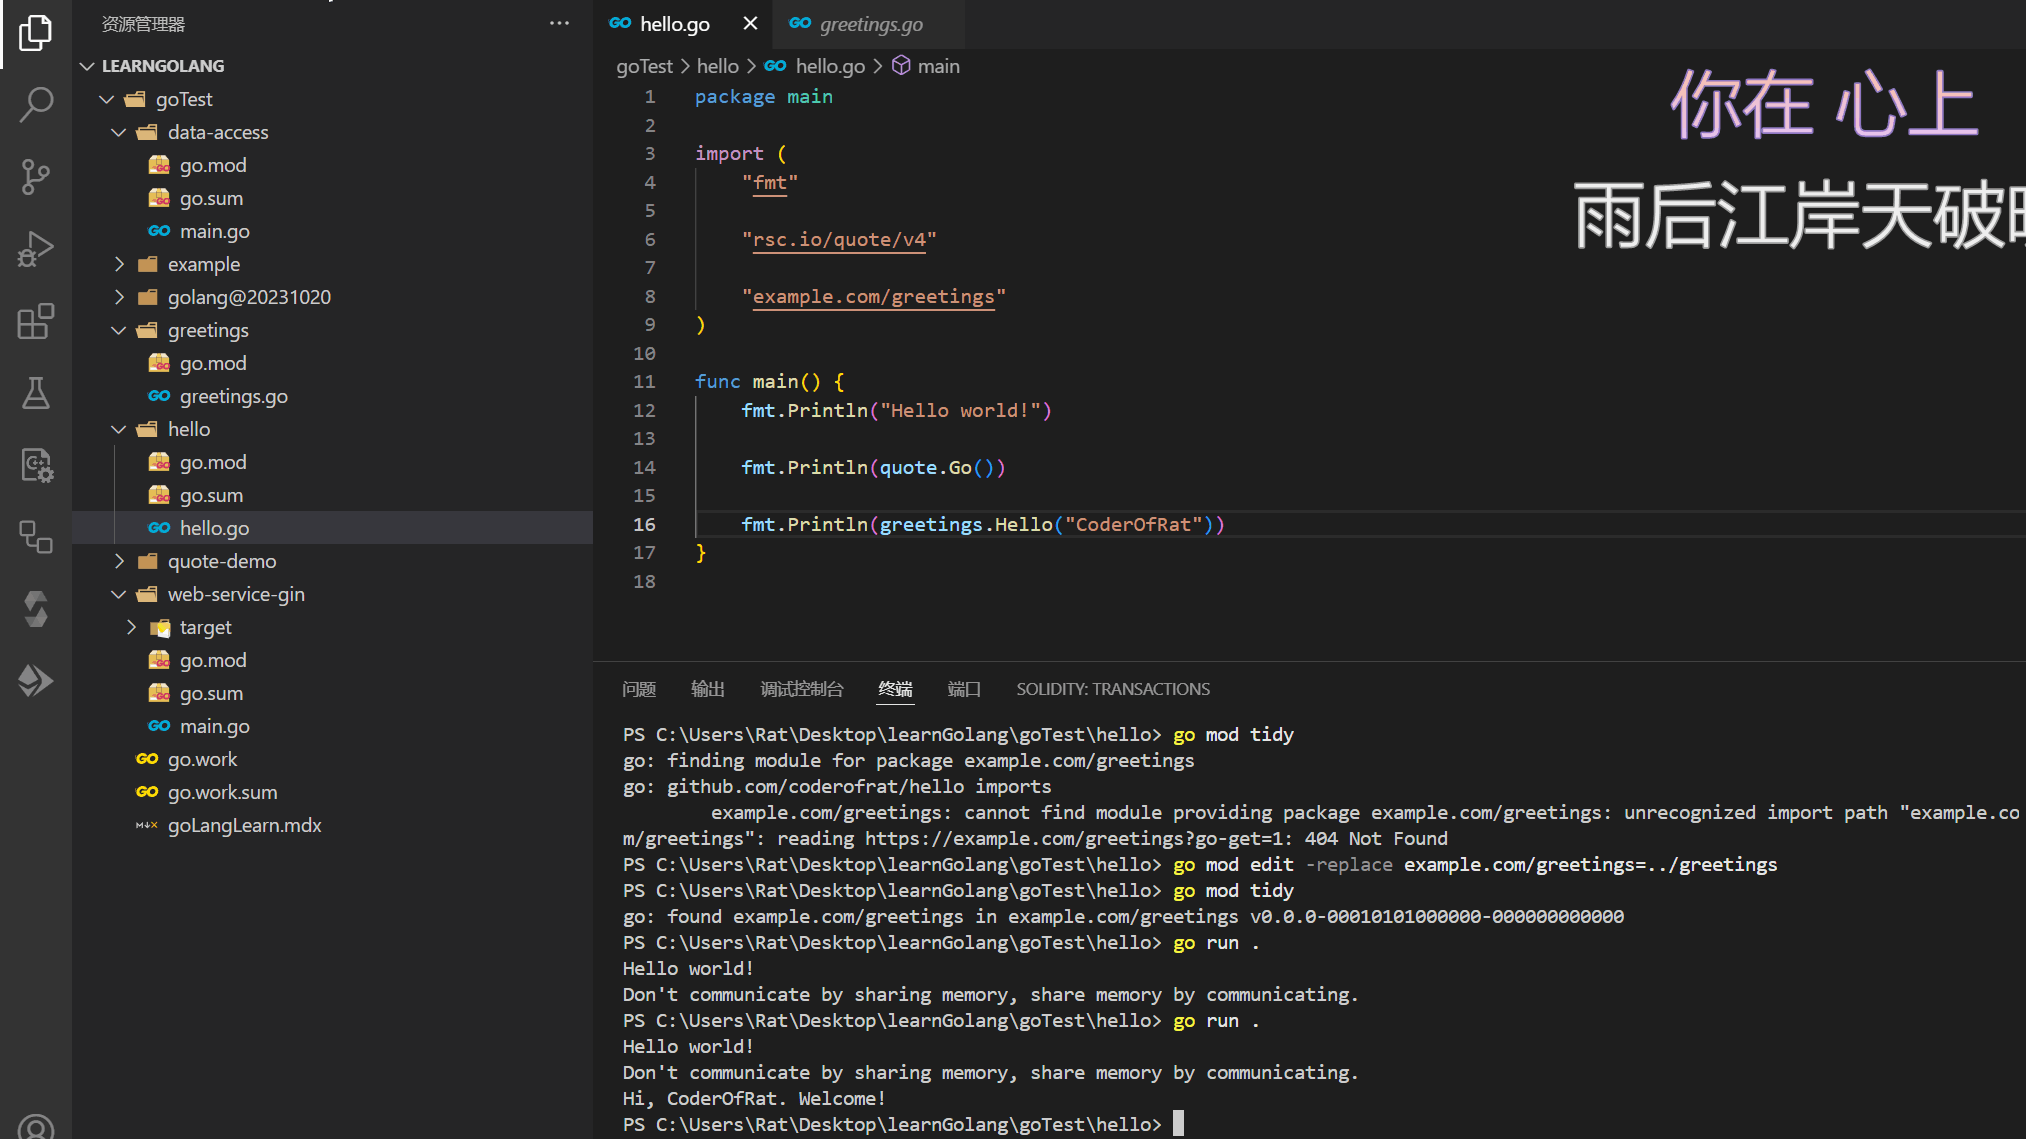 资源管理器
LEARNGOLANG
goTest
data-access
go.mod
go.sum
main.go
example
golang@20231020
greetings
go.mod
greetings.go
hello
go.mod
go.sum
hello.go
quote-demo
web-service-gin
target
go.mod
go.sum
main.go
go.work
go.work.sum
goLangLearn.mdx
hello.go
greetings.go
goTest > hello > hello.go > main
1 package main
2
3 import (
4 "fmt"
5
6 "rsc.io/quote/v4"
7
8 "example.com/greetings"
9 )
10
11 func main() {
12 fmt.Println("Hello world!")
13
14 fmt.Println(quote.Go())
15
16 fmt.Println(greetings.Hello("CoderOfRat"))
17 }
18
你在 心上
雨后江岸天破
问题 输出 调试控制台 终端 端口 SOLIDITY: TRANSACTIONS
PS C:\Users\Rat\Desktop\learnGolang\goTest\hello> go mod tidy
go: finding module for package example.com/greetings
go: github.com/coderofrat/hello imports
example.com/greetings: cannot find module providing package example.com/greetings: unrecognized import path "example.co
m/greetings": reading https://example.com/greetings?go-get=1: 404 Not Found
PS C:\Users\Rat\Desktop\learnGolang\goTest\hello> go mod edit -replace example.com/greetings=../greetings
PS C:\Users\Rat\Desktop\learnGolang\goTest\hello> go mod tidy
go: found example.com/greetings in example.com/greetings v0.0.0-00010101000000-000000000000
PS C:\Users\Rat\Desktop\learnGolang\goTest\hello> go run .
Hello world!
Don't communicate by sharing memory, share memory by communicating.
PS C:\Users\Rat\Desktop\learnGolang\goTest\hello> go run .
Hello world!
Don't communicate by sharing memory, share memory by communicating.
Hi, CoderOfRat. Welcome!
PS C:\Users\Rat\Desktop\learnGolang\goTest\hello>